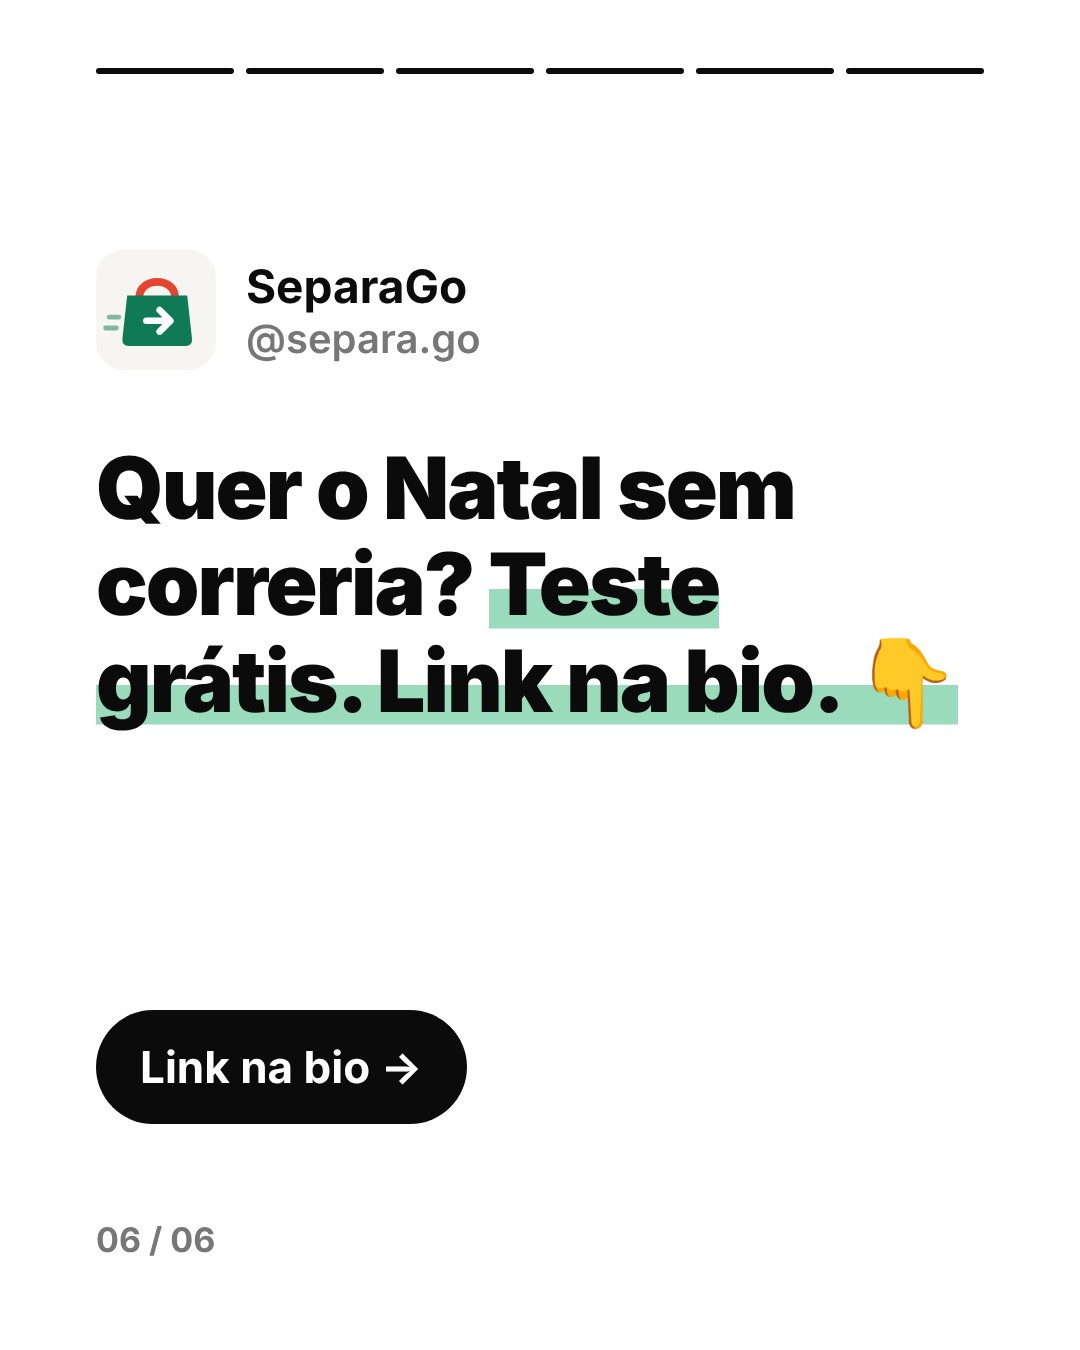 SeparaGo
@separa.go
Quer o Natal sem
correria? Teste
grátis. Link na bio. 👇
Link na bio →
06 / 06